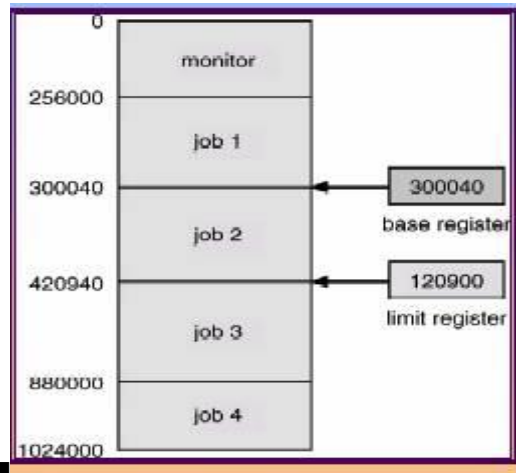 0
monitor
256000
job 1
300040
300040
base register
job 2
420940
120900
limit register
job 3
880000
job 4
1024000